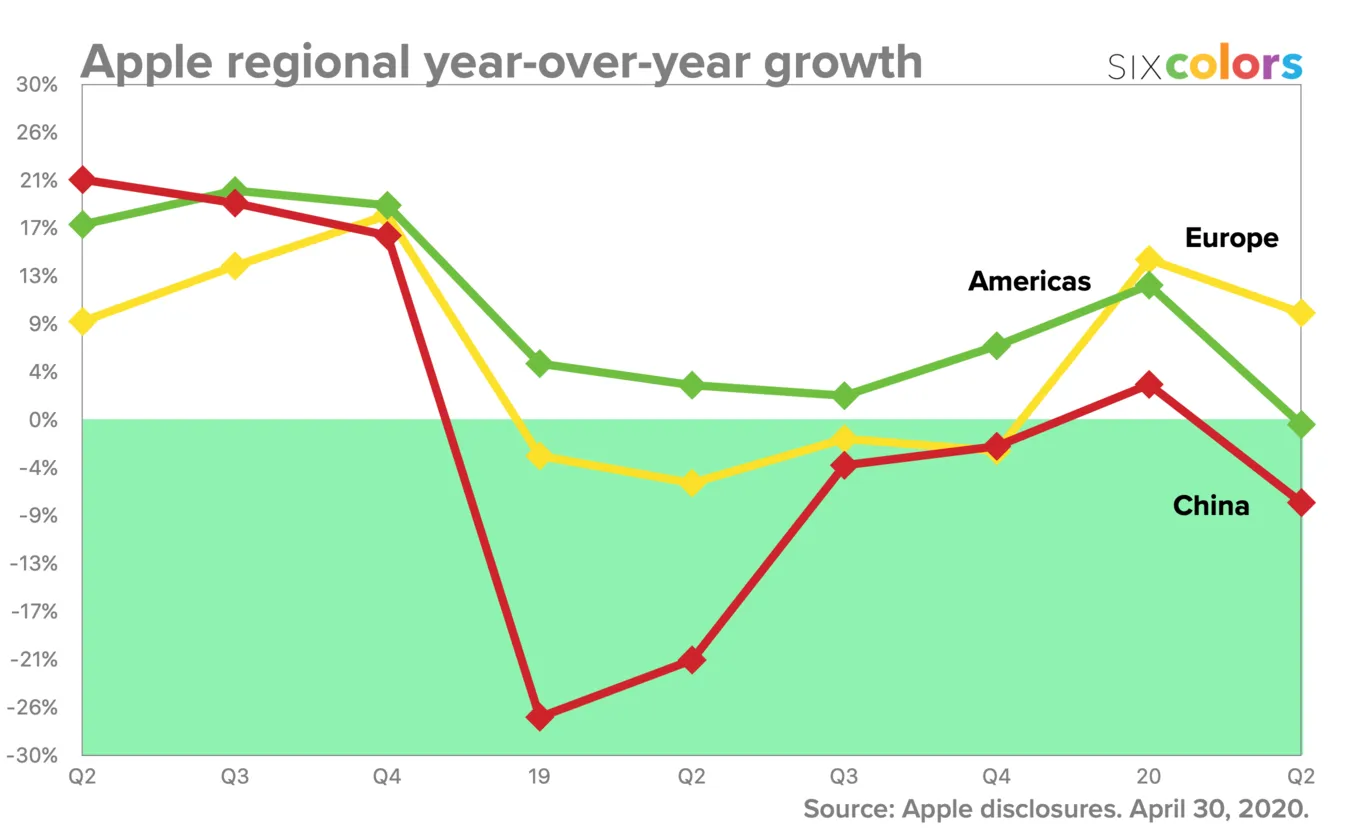 Apple regional year-over-year growth
SIXcolors
30%
26%
21%
17%
13%
9%
4%
0%
-4%
-9%
-13%
-17%
-21%
-26%
-30%
Europe
Americas
China
Q2 Q3 Q4 19 Q2 Q3 Q4 20 Q2
Source: Apple disclosures. April 30, 2020.